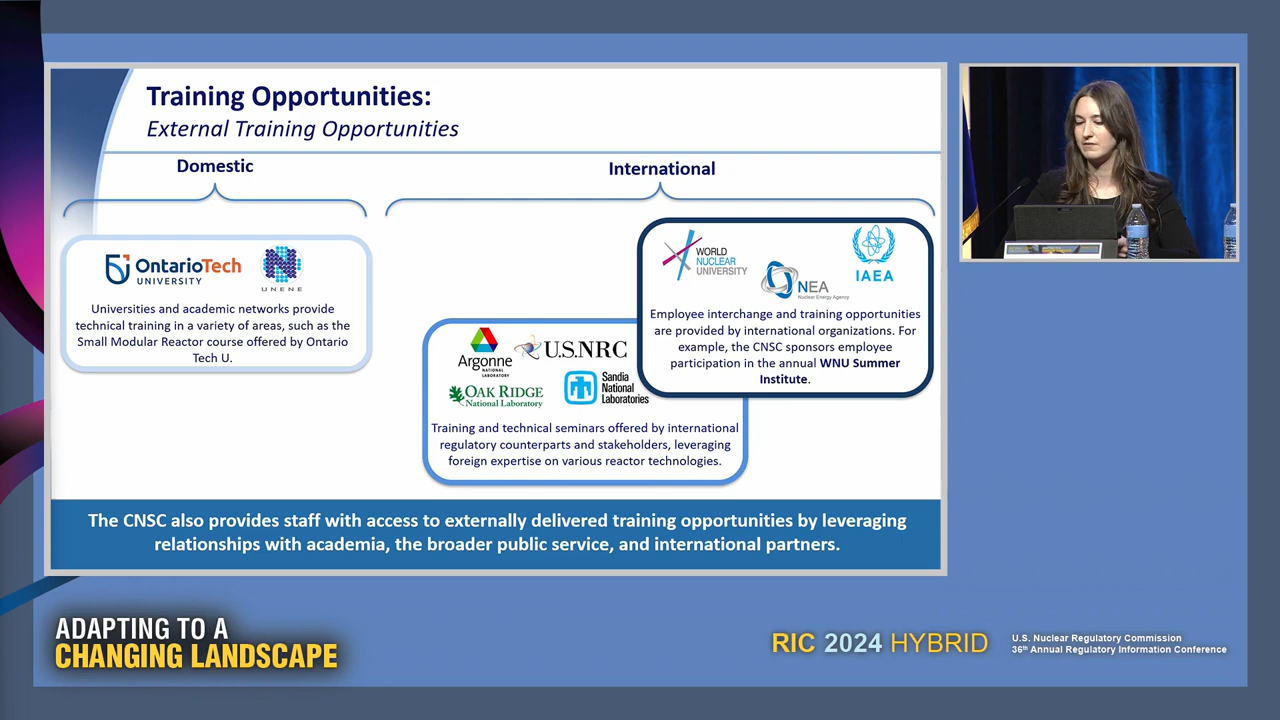 Training Opportunities:
External Training Opportunities
Domestic
International
OntarioTech
UNIVERSITY
UNENE
Universities and academic networks provide
technical training in a variety of areas, such as the
Small Modular Reactor course offered by Ontario
Tech U.
WORLD
NUCLEAR
UNIVERSITY
NEA
Nuclear Energy Agency
IAEA
Employee interchange and training opportunities
are provided by international organizations. For
example, the CNSC sponsors employee
participation in the annual WNU Summer
Institute.
Argonne
NATIONAL
LABORATORY
U.S.NRC
OAK RIDGE
National Laboratory
Sandia
National
Laboratories
Training and technical seminars offered by international
regulatory counterparts and stakeholders, leveraging
foreign expertise on various reactor technologies.
The CNSC also provides staff with access to externally delivered training opportunities by leveraging
relationships with academia, the broader public service, and international partners.
ADAPTING TO A
CHANGING LANDSCAPE
RIC 2024 HYBRID
U.S. Nuclear Regulatory Commission
36th Annual Regulatory Information Conference